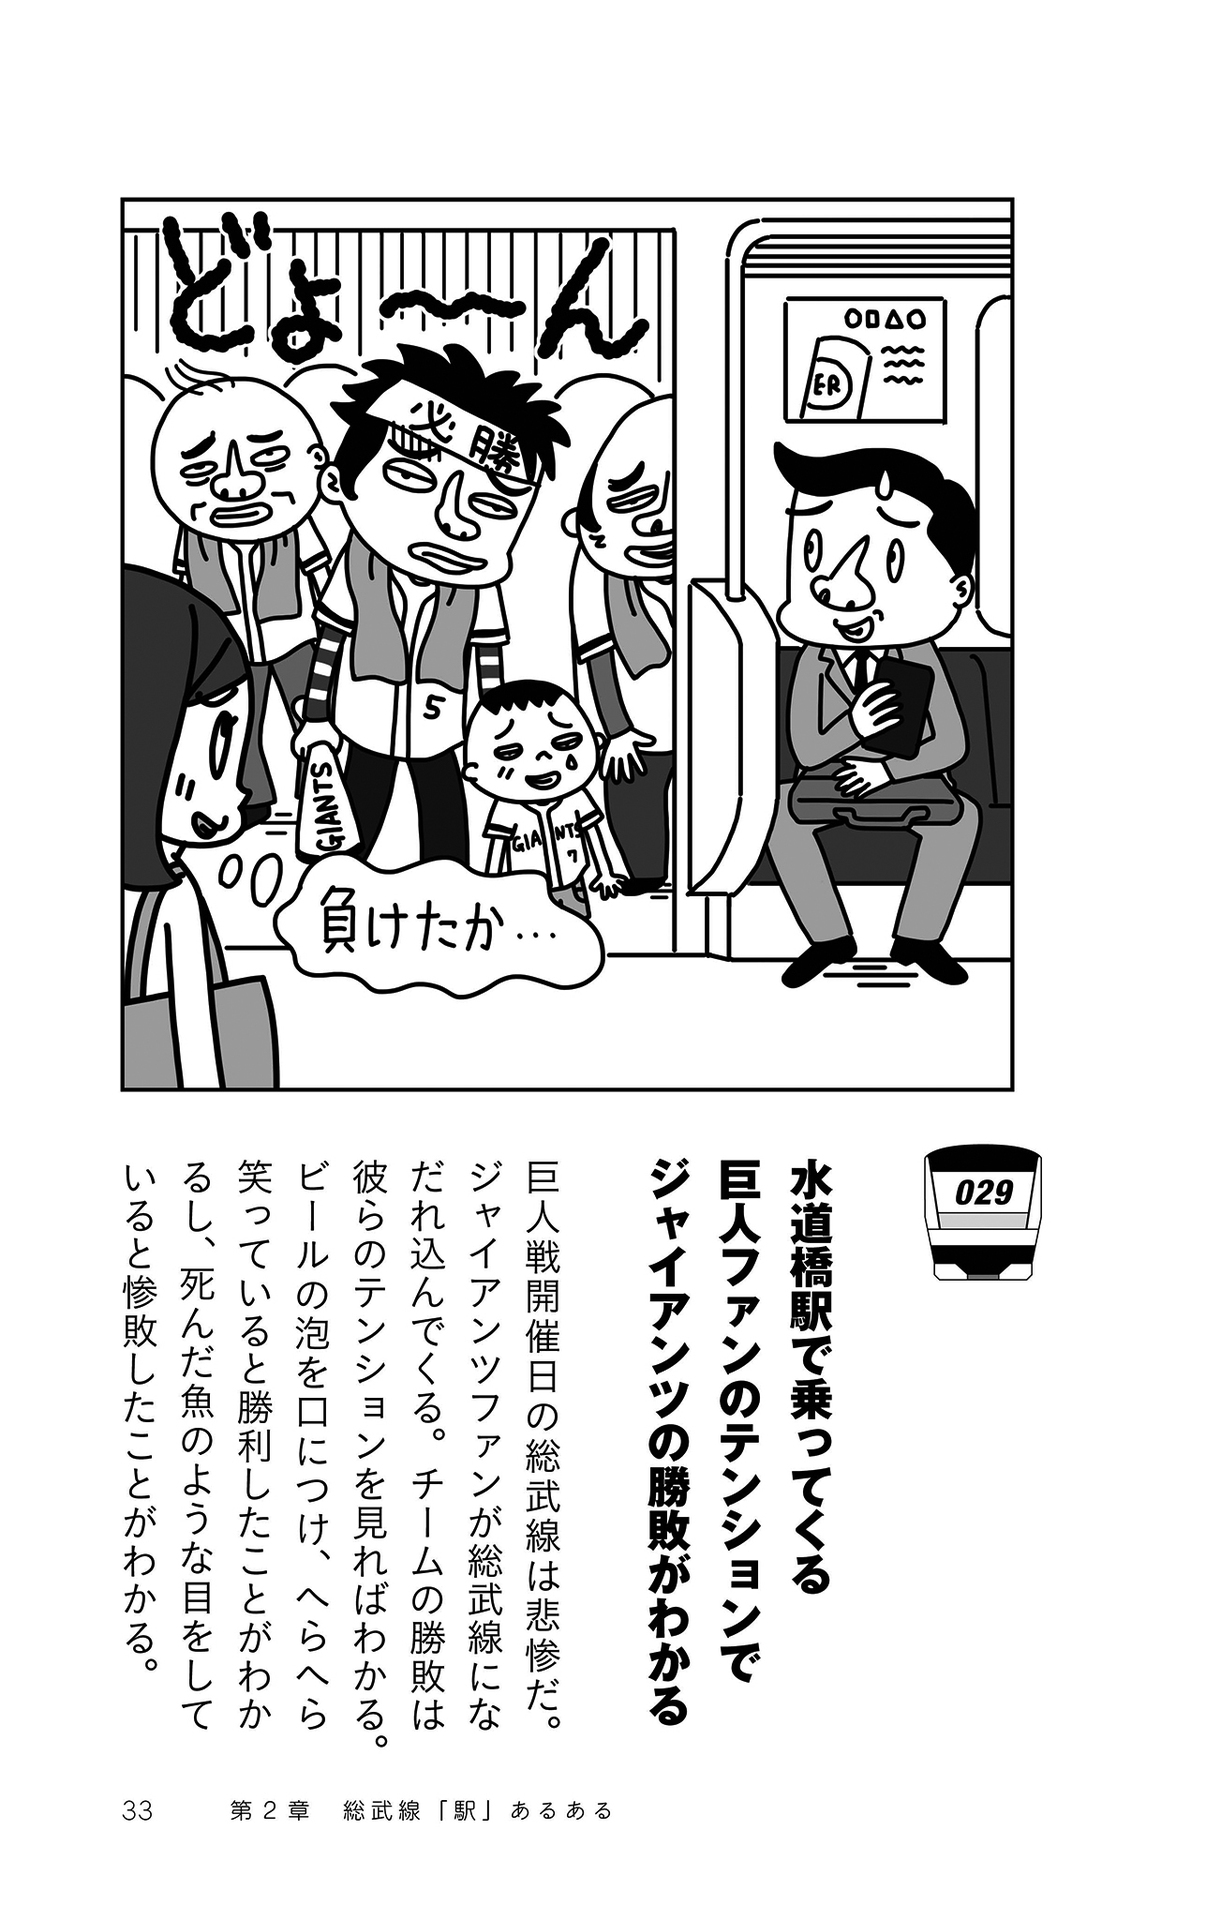 どよ〜ん
○□△○
ER
必勝
5
GIANTS
GIANTS
7
負けたか…
029
水道橋駅で乗ってくる
巨人ファンのテンションで
ジャイアンツの勝敗がわかる
巨人戦開催日の総武線は悲惨だ。
ジャイアンツファンが総武線にな
だれ込んでくる。チームの勝敗は
彼らのテンションを見ればわかる。
ビールの泡を口につけ、へらへら
笑っていると勝利したことがわか
るし、死んだ魚のような目をして
いると惨敗したことがわかる。
33 第2章 総武線「駅」あるある